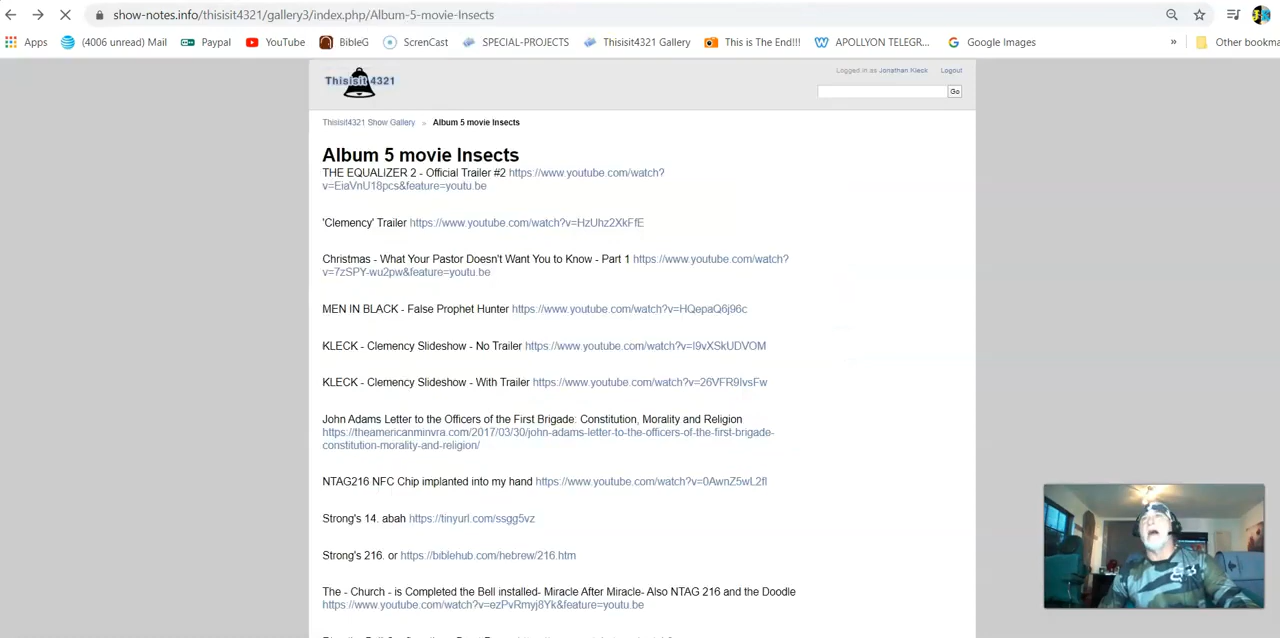 show-notes.info/thisisit4321/gallery3/index.php/Album-5-movie-Insects
Apps (4006 unread) Mail Paypal YouTube BibleG ScrenCast SPECIAL-PROJECTS Thisisit4321 Gallery This is The End!!! APOLLYON TELEGR... Google Images » Other bookma
Thisisit 4321
Logged in as Jonathan Kleck Logout
Go
Thisisit4321 Show Gallery » Album 5 movie Insects
Album 5 movie Insects
THE EQUALIZER 2 - Official Trailer #2 https://www.youtube.com/watch?
v=EiaVnU18pcs&feature=youtu.be
'Clemency' Trailer https://www.youtube.com/watch?v=HzUhz2XkFfE
Christmas - What Your Pastor Doesn't Want You to Know - Part 1 https://www.youtube.com/watch?
v=7zSPY-wu2pw&feature=youtu.be
MEN IN BLACK - False Prophet Hunter https://www.youtube.com/watch?v=HQepaQ6j96c
KLECK - Clemency Slideshow - No Trailer https://www.youtube.com/watch?v=I9vXSkUDVOM
KLECK - Clemency Slideshow - With Trailer https://www.youtube.com/watch?v=26VFR9IvsFw
John Adams Letter to the Officers of the First Brigade: Constitution, Morality and Religion
https://theamericanminvra.com/2017/03/30/john-adams-letter-to-the-officers-of-the-first-brigade-
constitution-morality-and-religion/
NTAG216 NFC Chip implanted into my hand https://www.youtube.com/watch?v=0AwnZ5wL2fI
Strong's 14. abah https://tinyurl.com/ssgg5vz
Strong's 216. or https://biblehub.com/hebrew/216.htm
The - Church - is Completed the Bell installed- Miracle After Miracle- Also NTAG 216 and the Doodle
https://www.youtube.com/watch?v=ezPvRmyj8Yk&feature=youtu.be